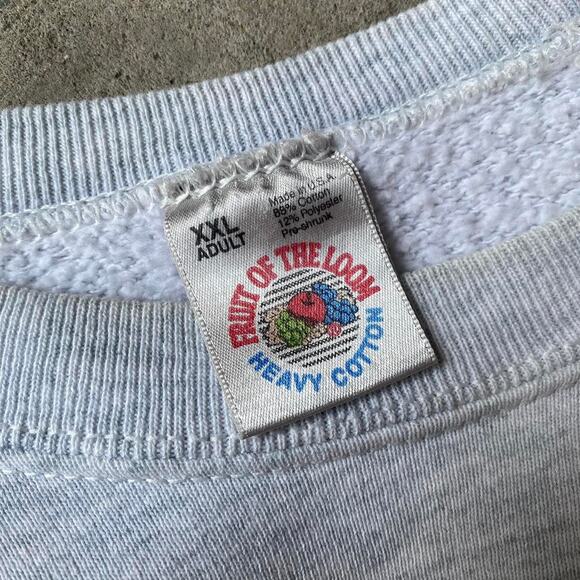 XXL
ADULT
Made in U.S.A.
88% Cotton
12% Polyester
Pre-shrunk
FRUIT OF THE LOOM
HEAVY COTTON